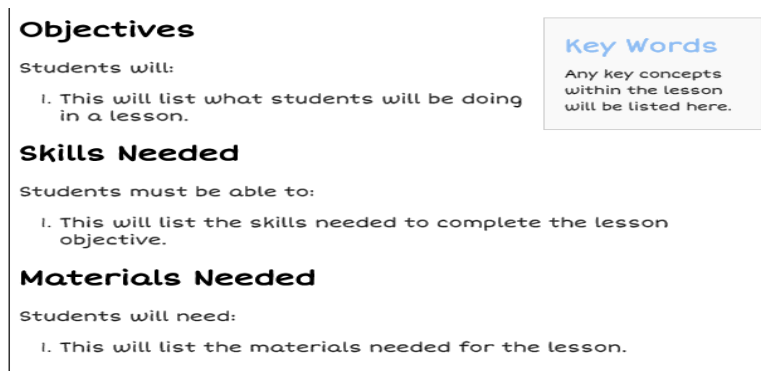 Objectives
Students will:
1. This will list what students will be doing
in a lesson.
Key Words
Any key concepts
within the lesson
will be listed here.
Skills Needed
Students must be able to:
1. This will list the skills needed to complete the lesson
objective.
Materials Needed
Students will need:
1. This will list the materials needed for the lesson.